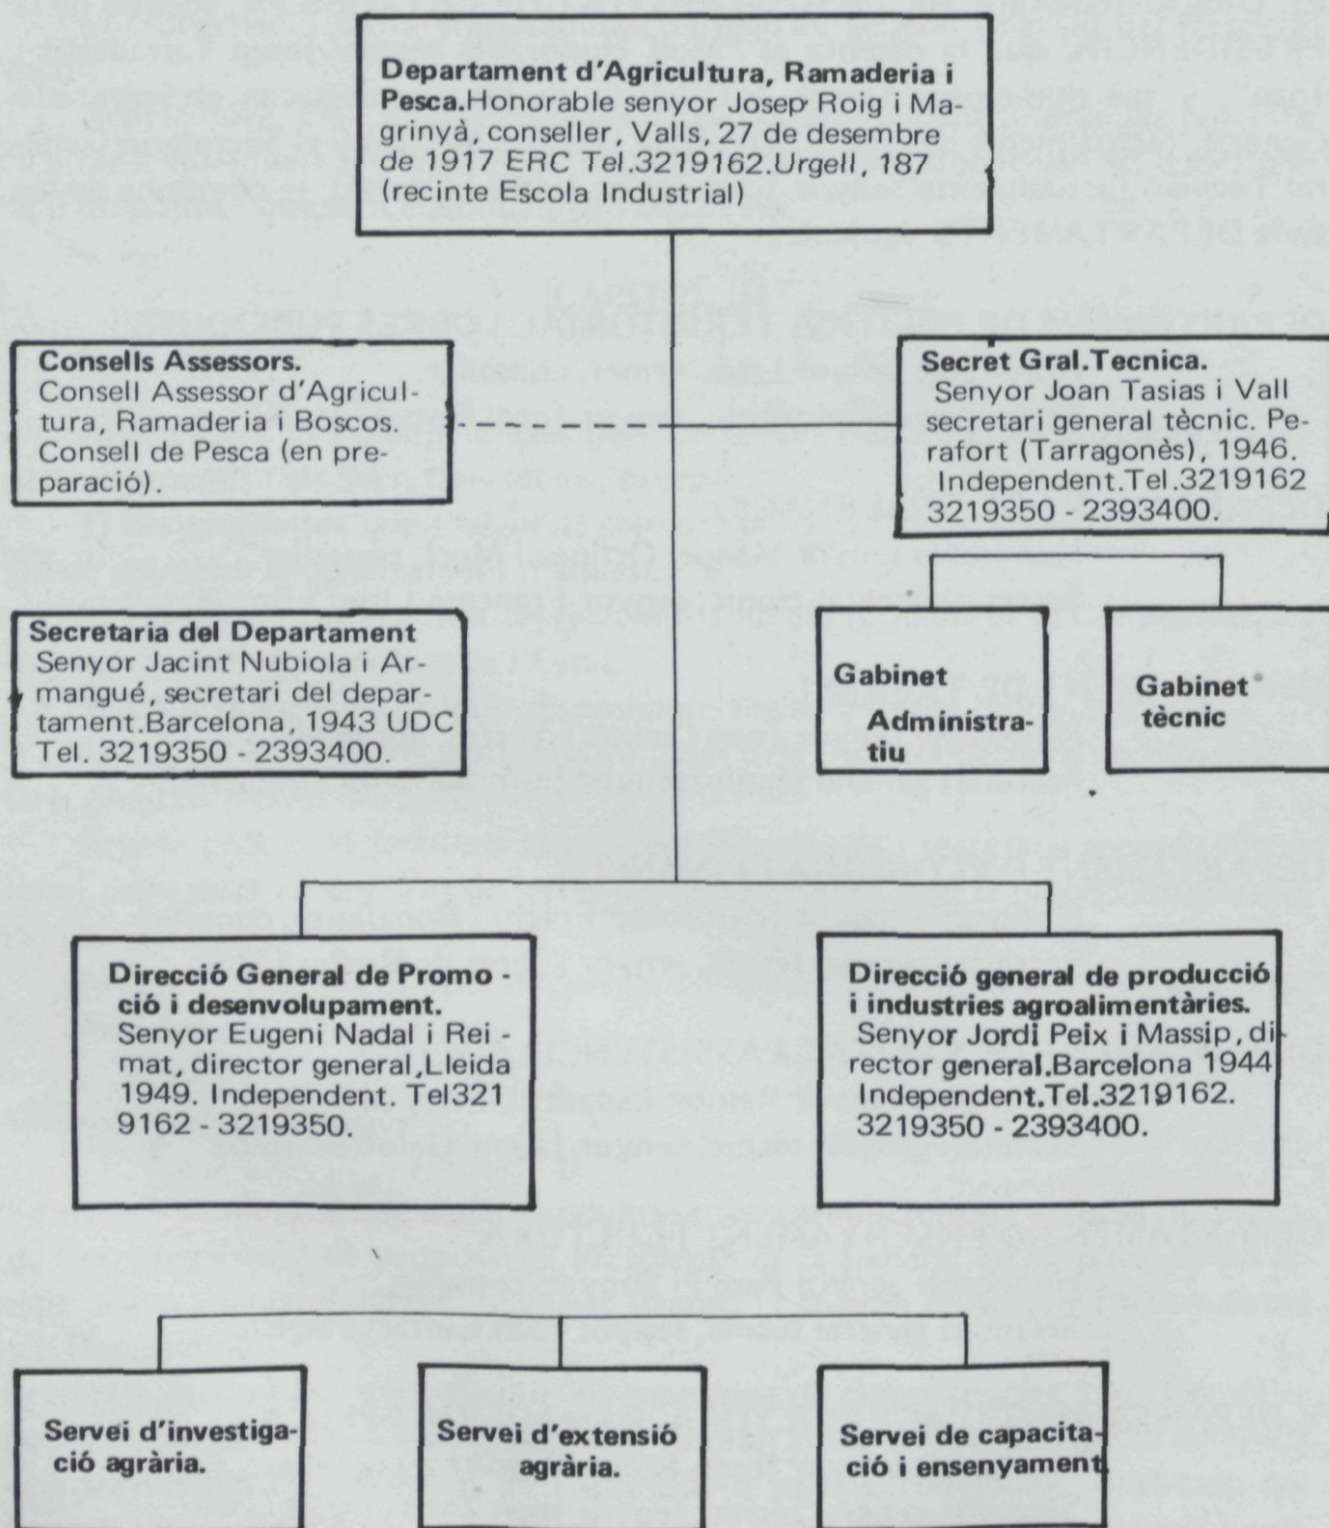 Departament d'Agricultura, Ramaderia i
Pesca.Honorable senyor Josep Roig i Ma-
grinyà, conseller, Valls, 27 de desembre
de 1917 ERC Tel.3219162.Urgell, 187
(recinte Escola Industrial)
Consells Assessors.
Consell Assessor d'Agricul-
tura, Ramaderia i Boscos.
Consell de Pesca (en pre-
paració).
Secret Gral.Tecnica.
Senyor Joan Tasias i Vall
secretari general tècnic. Pe-
rafort (Tarragonès), 1946.
Independent.Tel.3219162
3219350 - 2393400.
Secretaria del Departament
Senyor Jacint Nubiola i Ar-
mangué, secretari del depar-
tament.Barcelona, 1943 UDC
Tel. 3219350 - 2393400.
Gabinet
Administra-
tiu
Gabinet
tècnic
Direcció General de Promo -
ció i desenvolupament.
Senyor Eugeni Nadal i Rei -
mat, director general,Lleida
1949. Independent. Tel321
9162 - 3219350.
Direcció general de producció
i industries agroalimentàries.
Senyor Jordi Peix i Massip, di-
rector general.Barcelona 1944
Independent.Tel.3219162.
3219350 - 2393400.
Servei d'investiga-
ció agrària.
Servei d'extensió
agrària.
Servei de capacita-
ció i ensenyament.